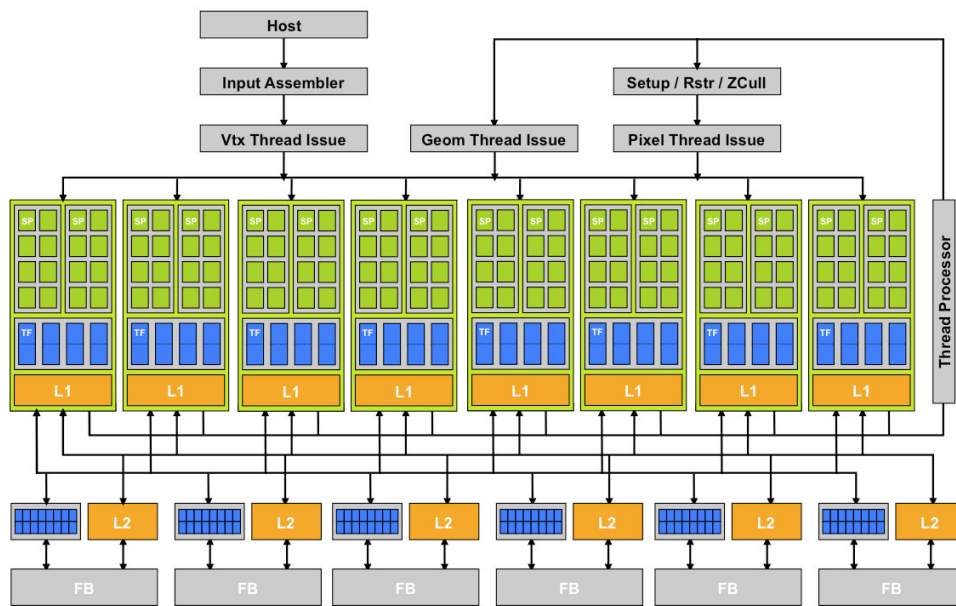 Host
Input Assembler
Setup / Rstr / ZCull
Vtx Thread Issue
Geom Thread Issue
Pixel Thread Issue
SP SP SP SP SP SP SP SP SP SP SP SP SP SP SP SP
Thread Processor
TF TF TF TF TF TF TF TF
L1 L1 L1 L1 L1 L1 L1 L1
L2 L2 L2 L2 L2 L2
FB FB FB FB FB FB